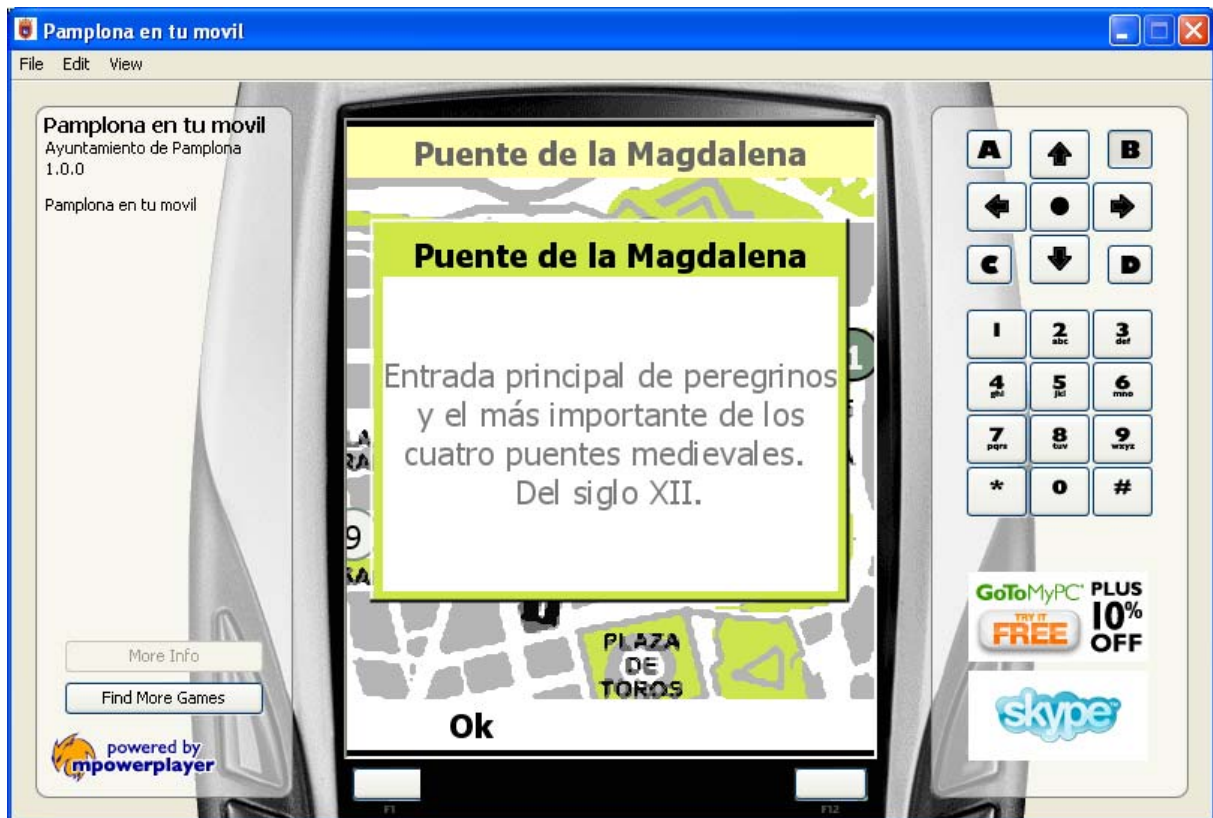 Pamplona en tu movil
File Edit View
Pamplona en tu movil
Ayuntamiento de Pamplona
1.0.0
Pamplona en tu movil
More Info
Find More Games
powered by
mpowerplayer
Puente de la Magdalena
Puente de la Magdalena
Entrada principal de peregrinos
y el más importante de los
cuatro puentes medievales.
Del siglo XII.
9
1
PLAZA
DE
TOROS
Ok
F1
F12
A B
C D
1 2 3
abc def
4 5 6
ghi jkl mno
7 8 9
pqrs tuv wxyz
* 0 #
GoToMyPC PLUS
TRY IT 10%
FREE OFF
skype